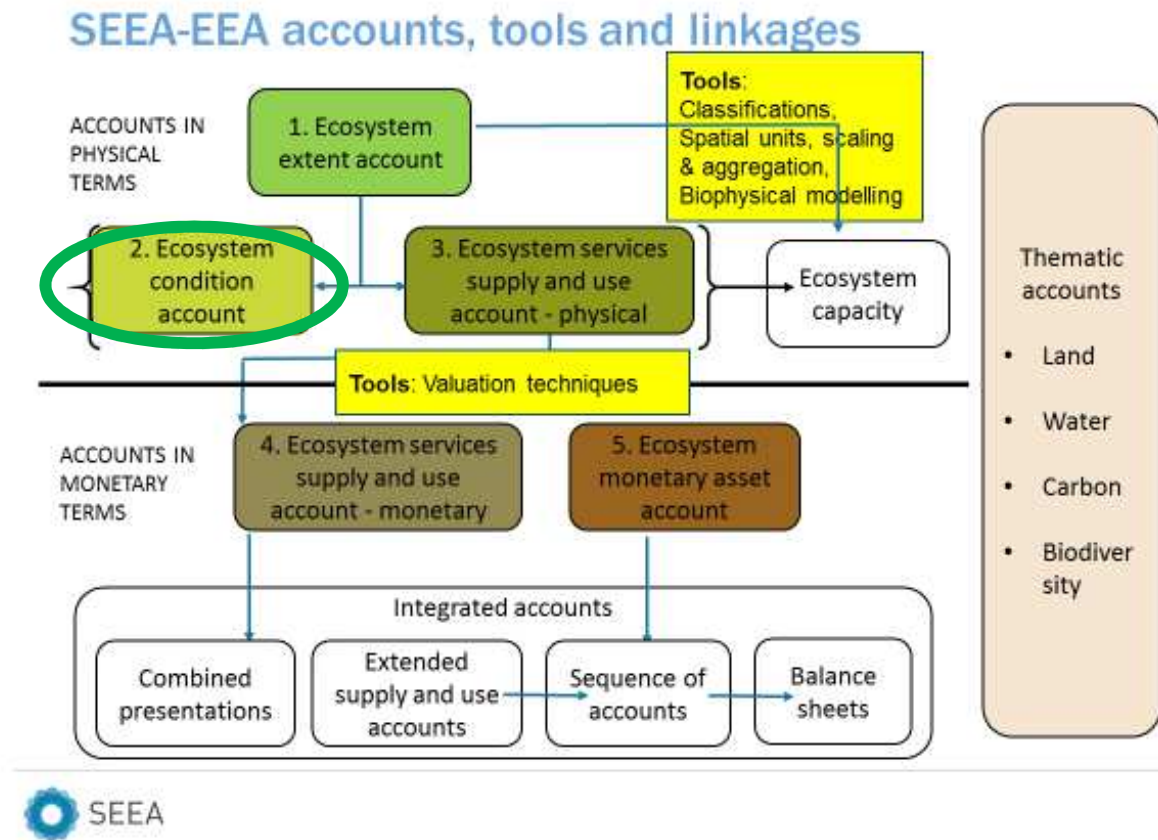 SEEA-EEA accounts, tools and linkages
Tools:
Classifications,
Spatial units, scaling
& aggregation,
Biophysical modelling
ACCOUNTS IN
PHYSICAL
TERMS
1. Ecosystem
extent account
2. Ecosystem
condition
account
3. Ecosystem services
supply and use
account - physical
Ecosystem
capacity
Tools: Valuation techniques
ACCOUNTS IN
MONETARY
TERMS
4. Ecosystem services
supply and use
account - monetary
5. Ecosystem
monetary asset
account
Integrated accounts
Combined
presentations
Extended
supply and use
accounts
Sequence of
accounts
Balance
sheets
Thematic
accounts
• Land
• Water
• Carbon
• Biodiver
sity
SEEA